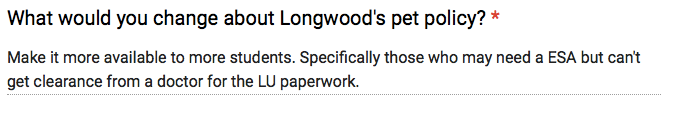 What would you change about Longwood's pet policy? *
Make it more available to more students. Specifically those who may need a ESA but can't
get clearance from a doctor for the LU paperwork.